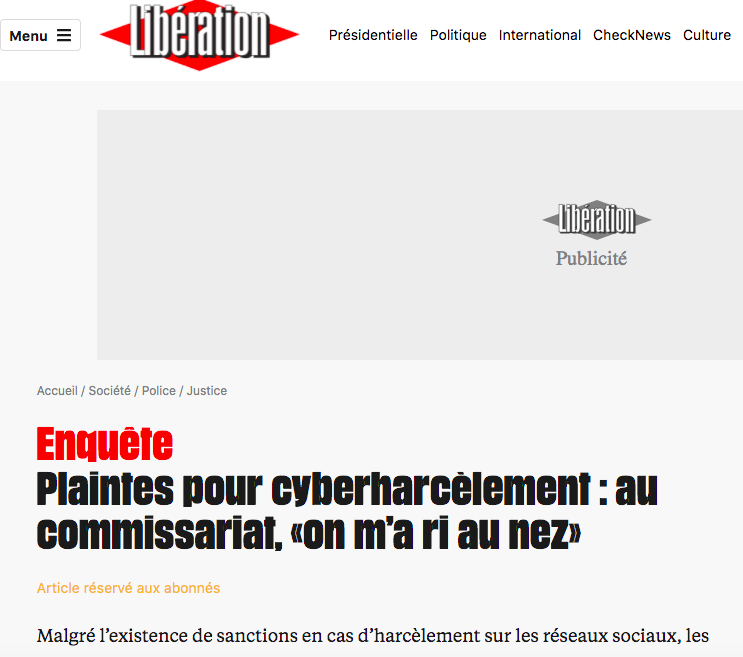 Menu
Libération
Présidentielle Politique International CheckNews Culture
Libération
Publicité
Accueil / Société / Police / Justice
Enquête
Plaintes pour cyberharcèlement : au
commissariat, «on m’a ri au nez»
Article réservé aux abonnés
Malgré l’existence de sanctions en cas d’harcèlement sur les réseaux sociaux, les